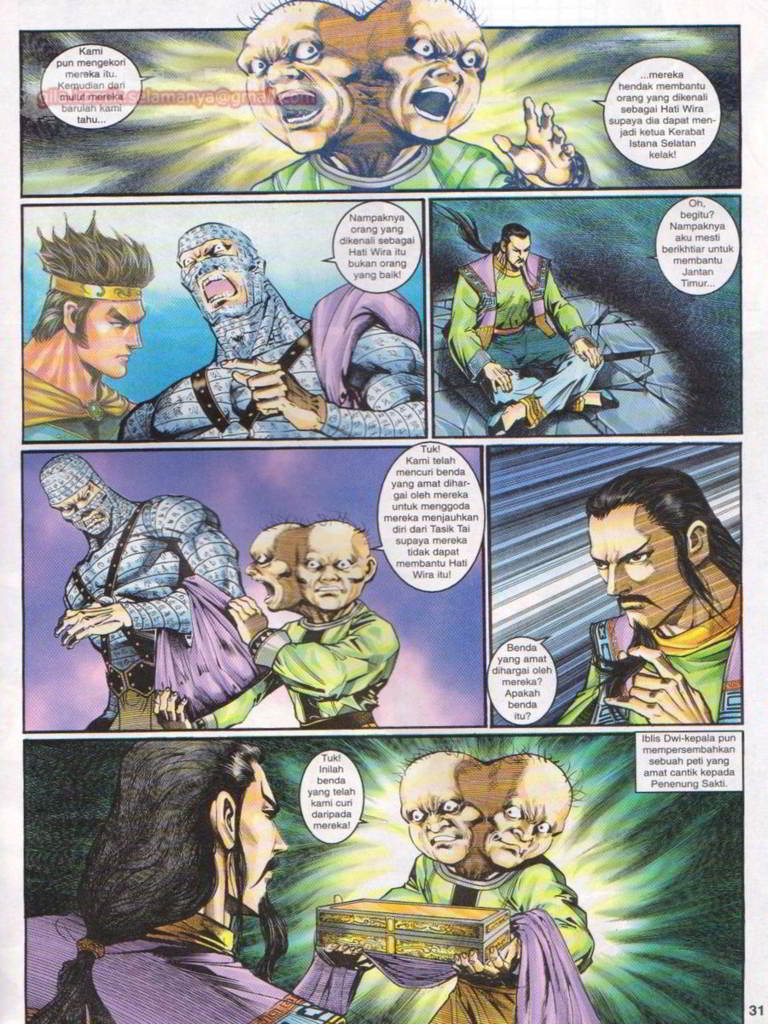 Kami
pun mengekori
mereka itu.
Kemudian dari
mulut mereka
barulah kami
tahu...
...mereka
hendak membantu
orang yang dikenali
sebagai Hati Wira
supaya dia dapat men-
jadi ketua Kerabat
Istana Selatan
kelak!
Nampaknya
orang yang
dikenali sebagai
Hati Wira itu
bukan orang
yang baik!
Oh,
begitu?
Nampaknya
aku mesti
berikhtiar untuk
membantu
Jantan
Timur...
Tuk!
Kami telah
mencuri benda
yang amat dihar-
gai oleh mereka
untuk menggoda
mereka menjauhkan
diri dari Tasik Tai
supaya mereka
tidak dapat
membantu Hati
Wira itu!
Benda
yang amat
dihargai oleh
mereka?
Apakah
benda
itu?
Iblis Dwi-kepala pun
mempersembahkan
sebuah peti yang
amat cantik kepada
Penenung Sakti.
Tuk!
Inilah
benda
yang telah
kami curi
daripada
mereka!
31